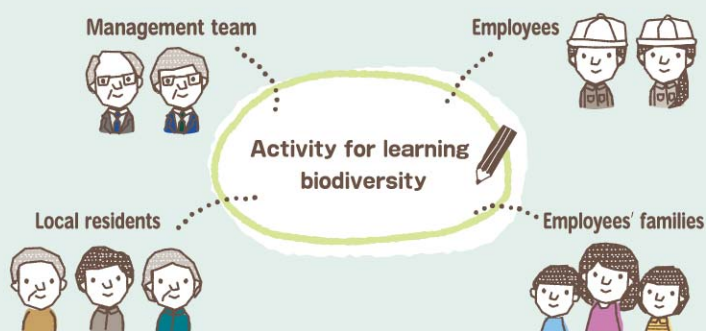 Management team
Employees
Activity for learning
biodiversity
Local residents
Employees' families